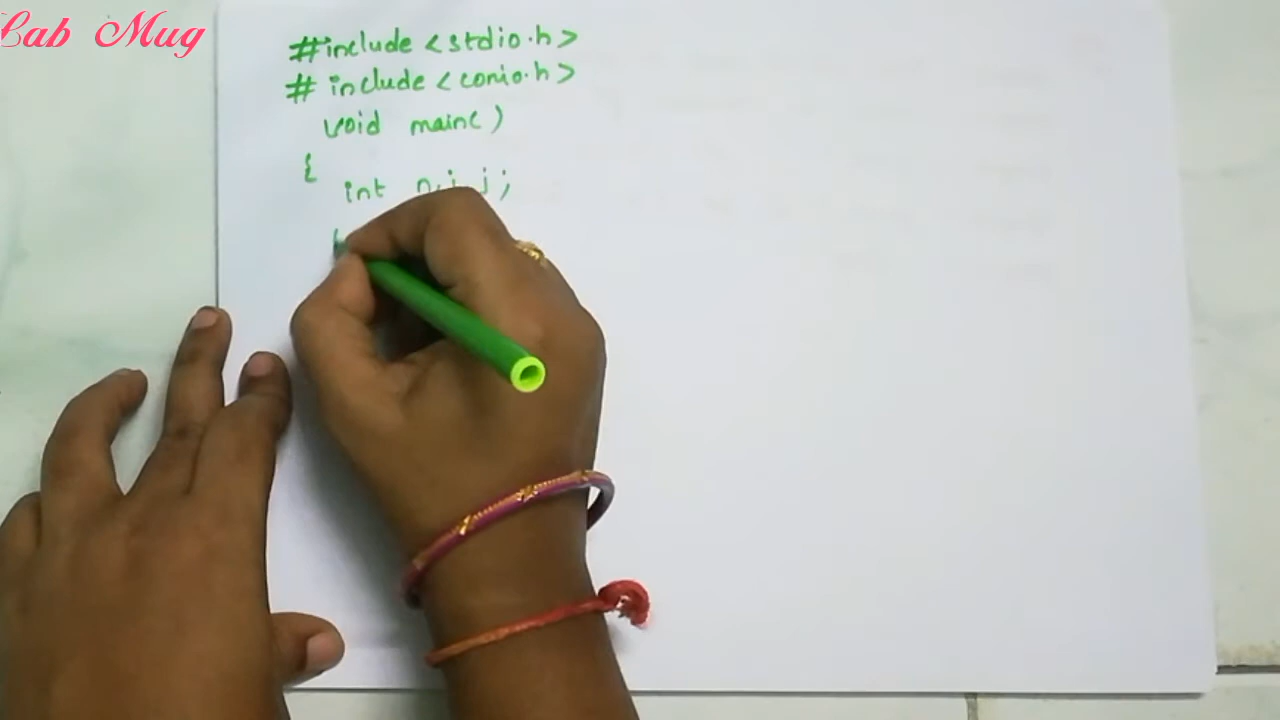 Lab Mug
#include <stdio.h>
# include <conio.h>
void main()
{
int n,i,j;